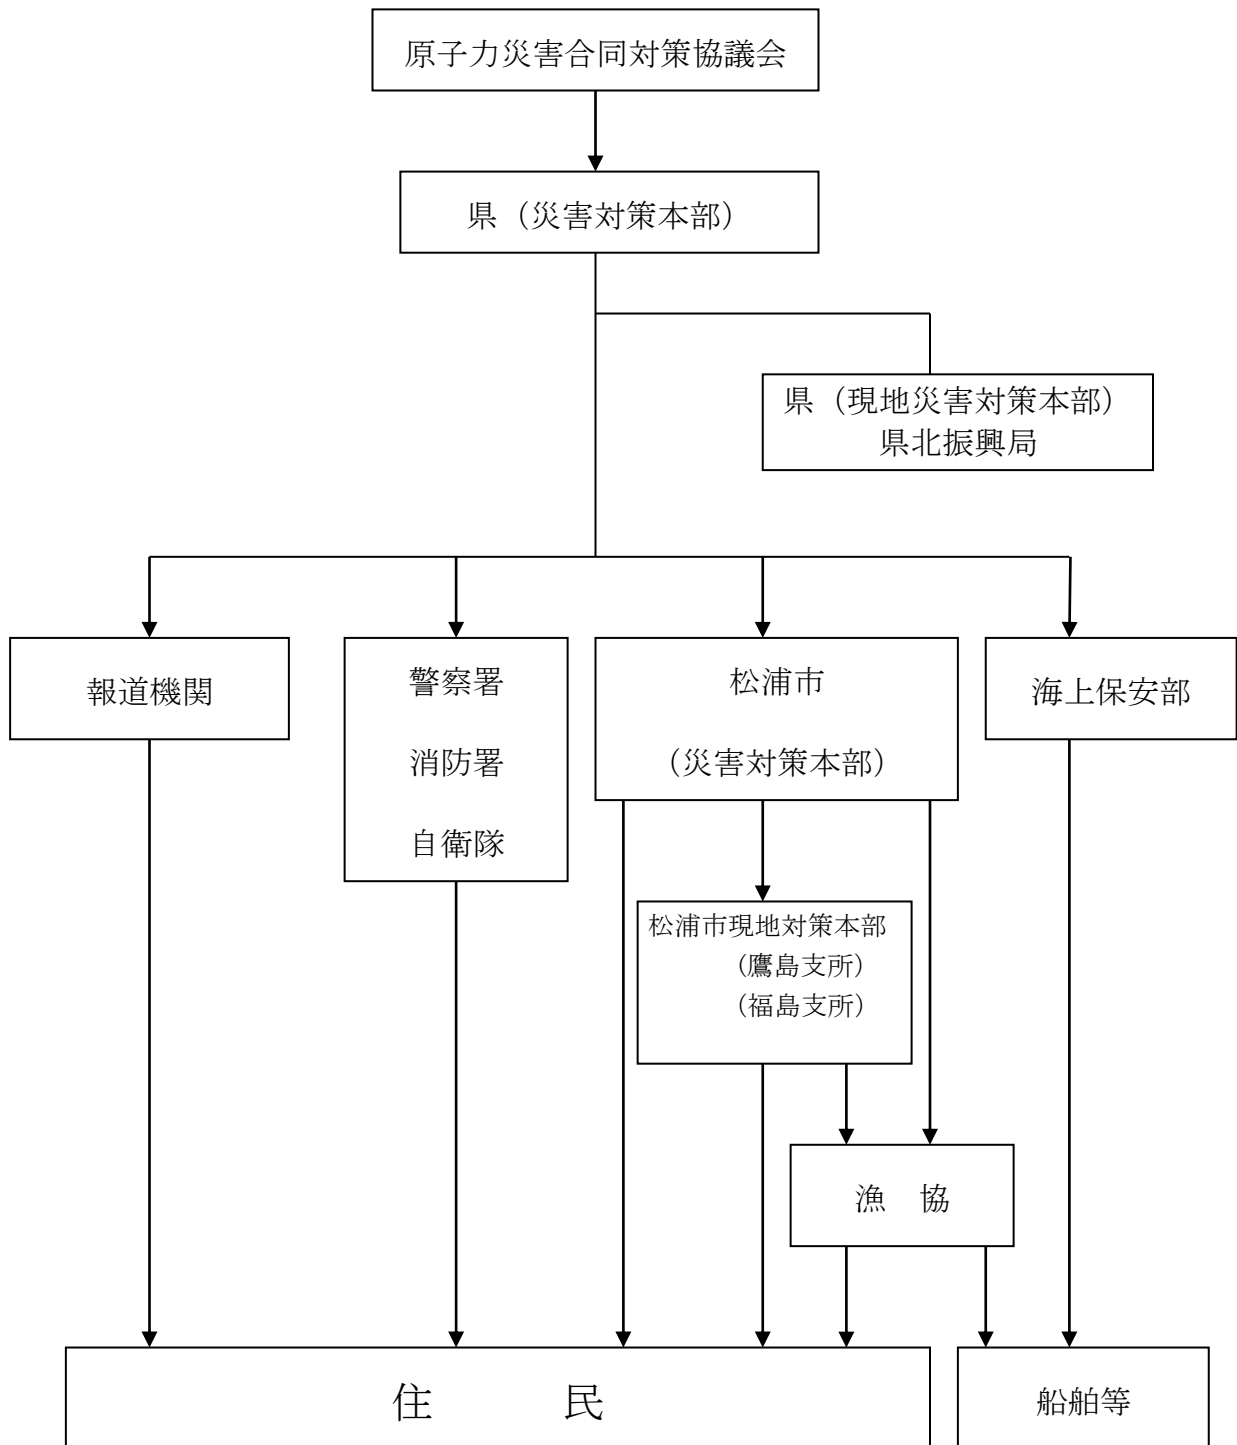 原子力災害合同対策協議会
県（災害対策本部）
県（現地災害対策本部）
県北振興局
報道機関
警察署
消防署
自衛隊
松浦市
（災害対策本部）
海上保安部
松浦市現地対策本部
（鷹島支所）
（福島支所）
漁　協
住　　　民
船舶等